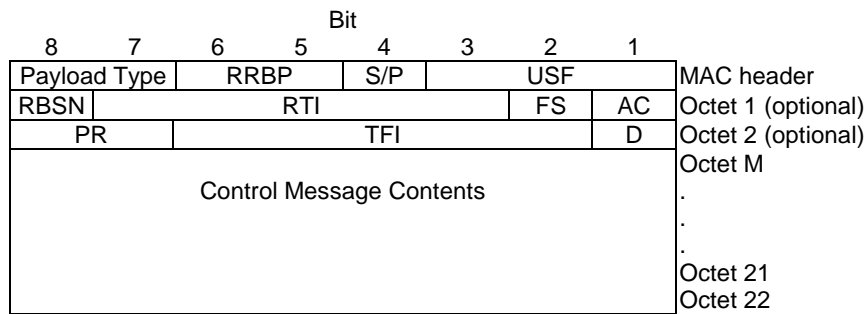 Bit
8 7 6 5 4 3 2 1
Payload Type RRBP S/P USF MAC header
RBSN RTI FS AC Octet 1 (optional)
PR TFI D Octet 2 (optional)
Octet M
Control Message Contents .
.
.
Octet 21
Octet 22